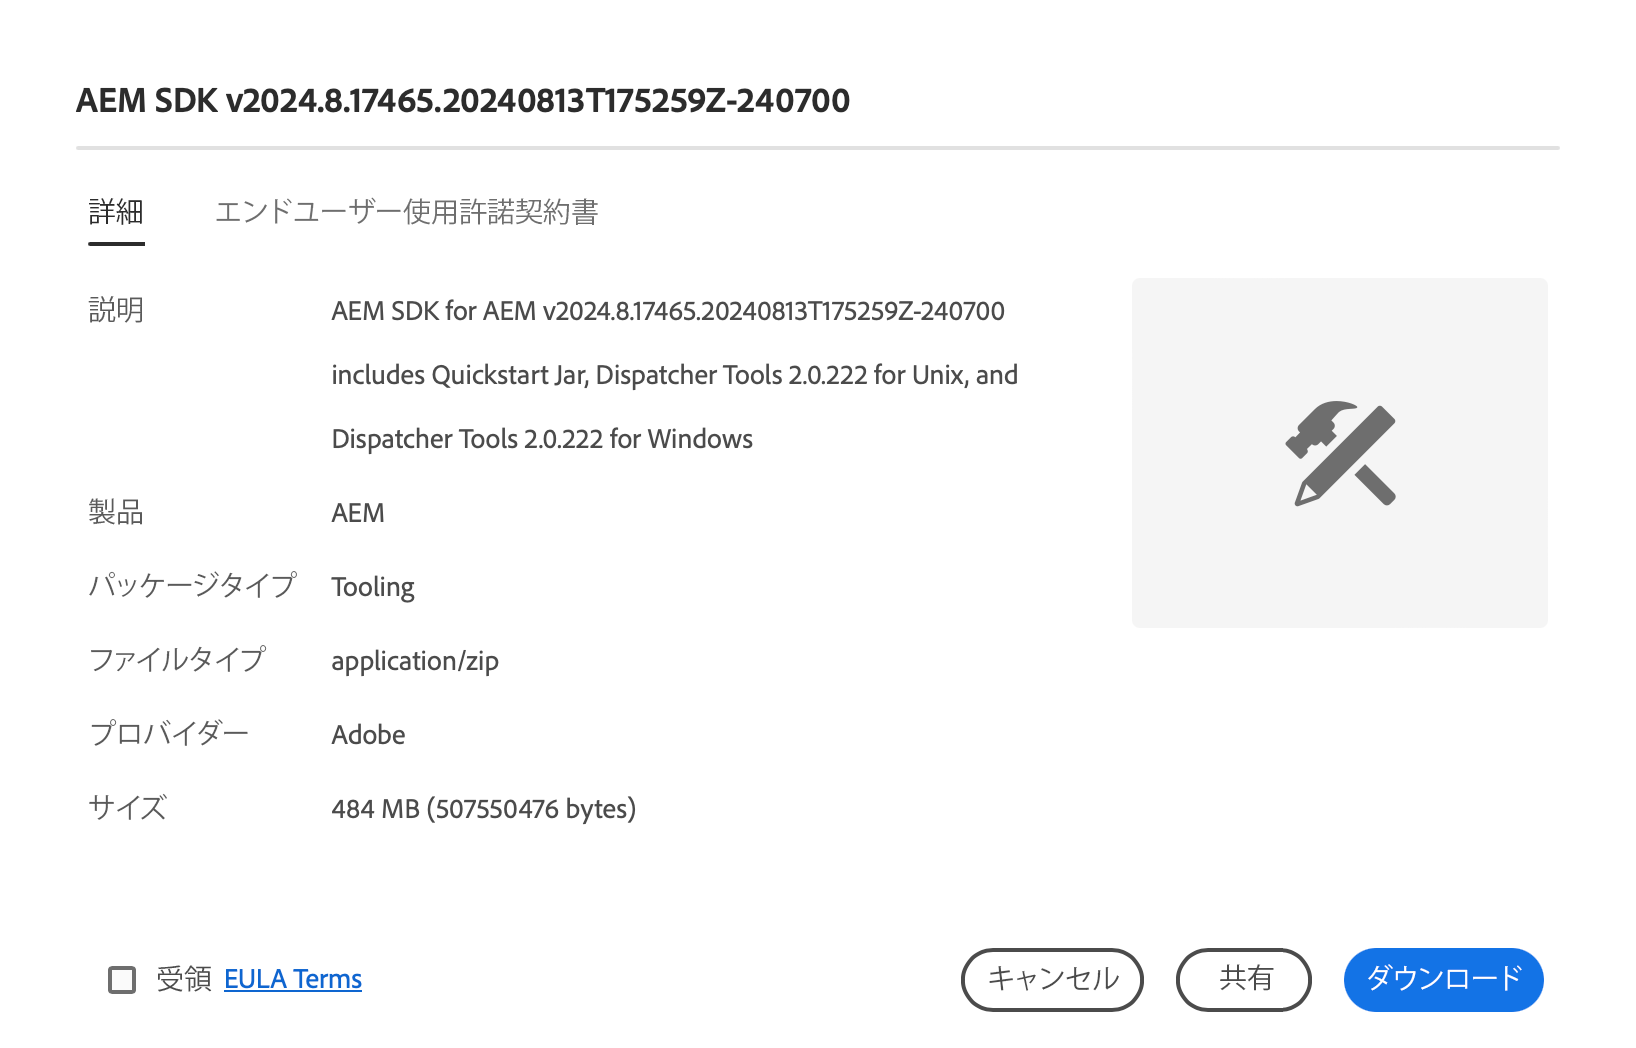 AEM SDK v2024.8.17465.20240813T175259Z-240700
詳細 エンドユーザー使用許諾契約書
説明 AEM SDK for AEM v2024.8.17465.20240813T175259Z-240700
includes Quickstart Jar, Dispatcher Tools 2.0.222 for Unix, and
Dispatcher Tools 2.0.222 for Windows
製品 AEM
パッケージタイプ Tooling
ファイルタイプ application/zip
プロバイダー Adobe
サイズ 484 MB (507550476 bytes)
受領 EULA Terms キャンセル 共有 ダウンロード